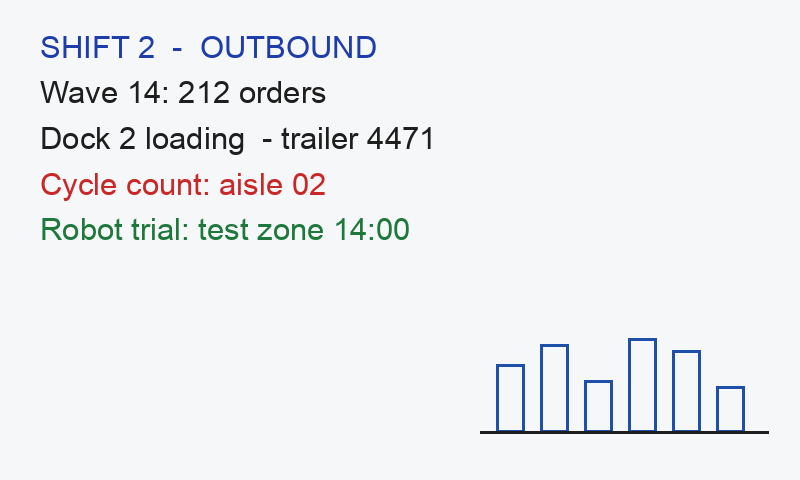 SHIFT 2  -  OUTBOUND
Wave 14: 212 orders
Dock 2 loading  - trailer 4471
Cycle count: aisle 02
Robot trial: test zone 14:00